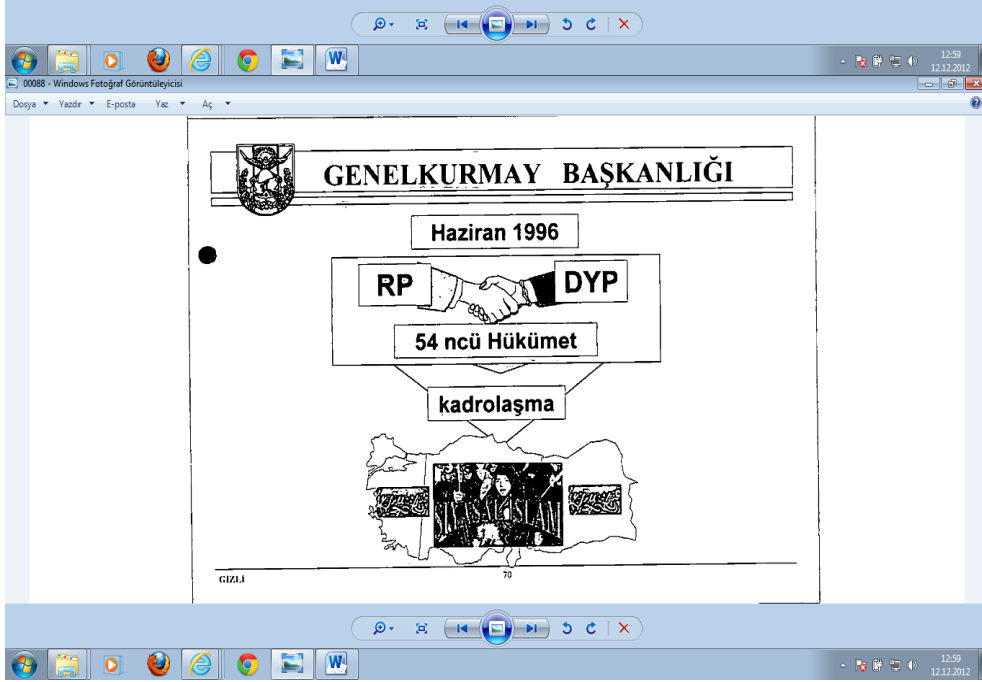 12:59
12.12.2012
00088 - Windows Fotoğraf Görüntüleyicisi
Dosya Yazdır E-posta Yaz Aç
GENELKURMAY BAŞKANLIĞI
Haziran 1996
RP DYP
54 ncü Hükümet
kadrolaşma
SİYASAL İSLAM
GİZLİ 70
12:59
12.12.2012